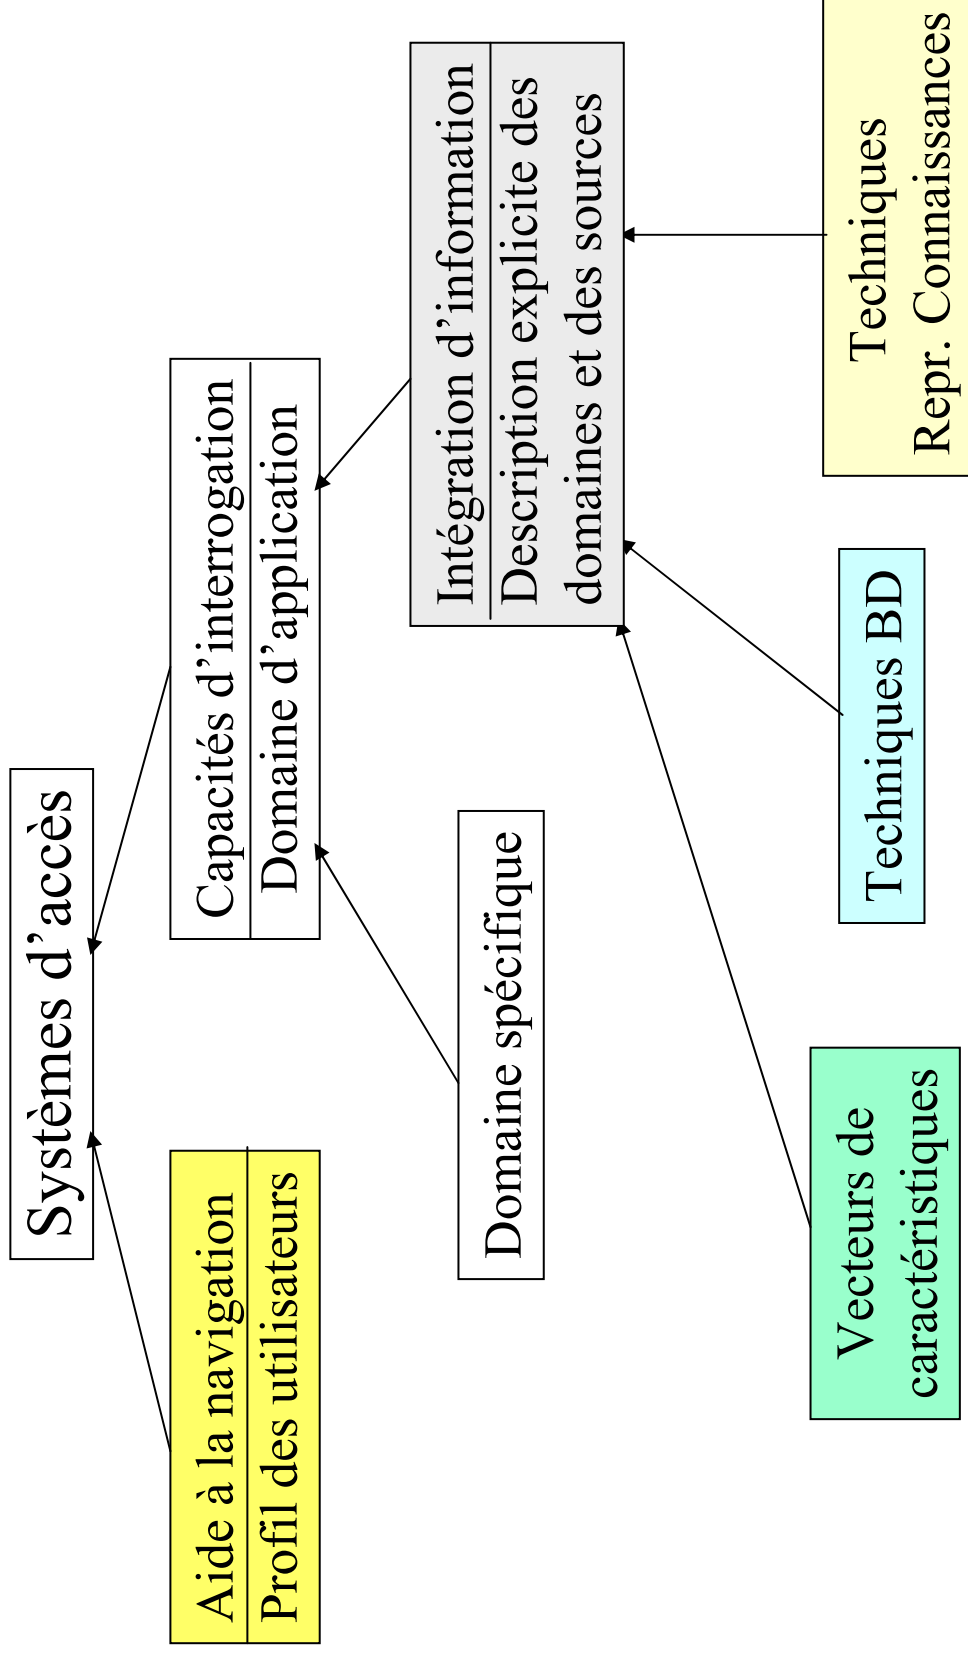 Systèmes d’accès
Aide à la navigation
Profil des utilisateurs
Capacités d’interrogation
Domaine d’application
Domaine spécifique
Intégration d’information
Description explicite des
domaines et des sources
Vecteurs de
caractéristiques
Techniques BD
Techniques
Repr. Connaissances